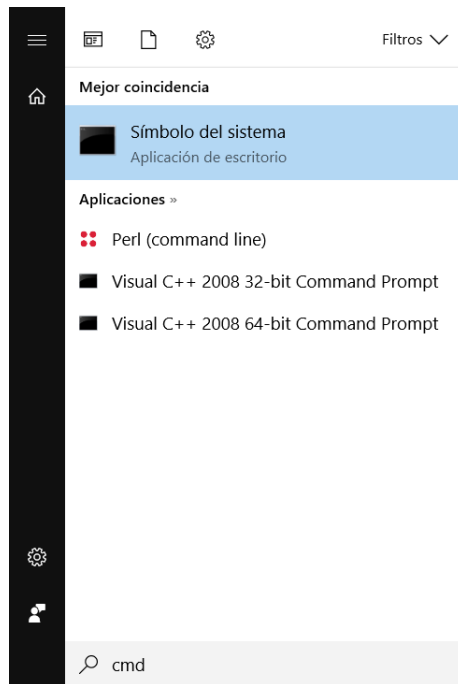 Filtros
Mejor coincidencia
Símbolo del sistema
Aplicación de escritorio
Aplicaciones »
Perl (command line)
Visual C++ 2008 32-bit Command Prompt
Visual C++ 2008 64-bit Command Prompt
cmd